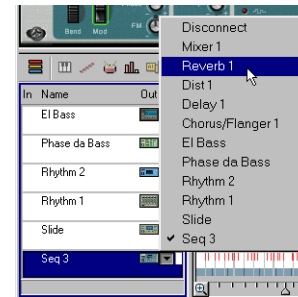 Bend Mod FM
In Name Out
El Bass
Phase da Bass
Rhythm 2
Rhythm 1
Slide
Seq 3
Disconnect
Mixer 1
Reverb 1
Dist 1
Delay 1
Chorus/Flanger 1
El Bass
Phase da Bass
Rhythm 2
Rhythm 1
Slide
✓ Seq 3